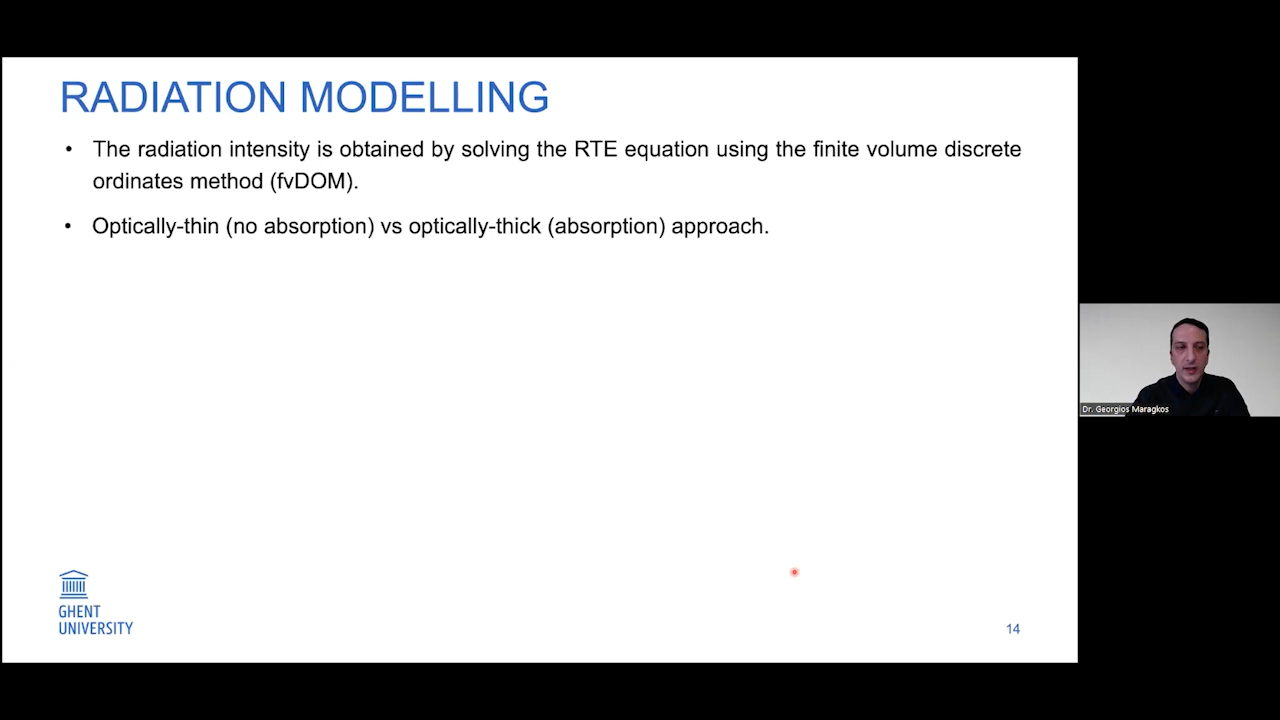 RADIATION MODELLING
• The radiation intensity is obtained by solving the RTE equation using the finite volume discrete
ordinates method (fvDOM).
• Optically-thin (no absorption) vs optically-thick (absorption) approach.
Dr. Georgios Maragkos
GHENT
UNIVERSITY
14